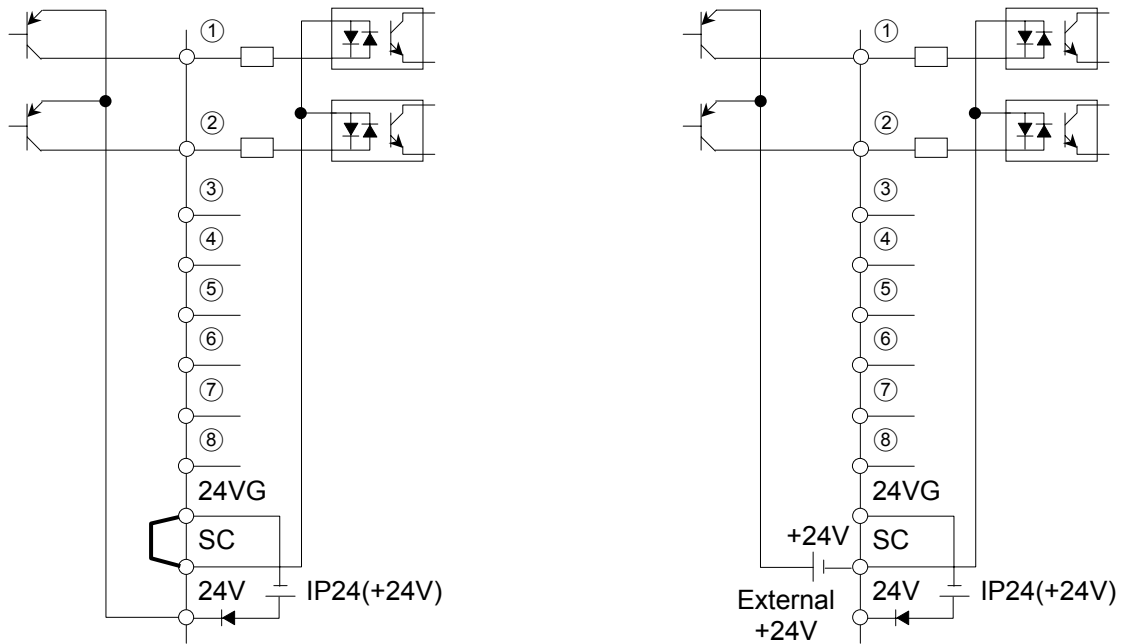 ①
②
③
④
⑤
⑥
⑦
⑧
24VG
SC
24V
IP24(+24V)
①
②
③
④
⑤
⑥
⑦
⑧
24VG
+24V
SC
24V
IP24(+24V)
External
+24V